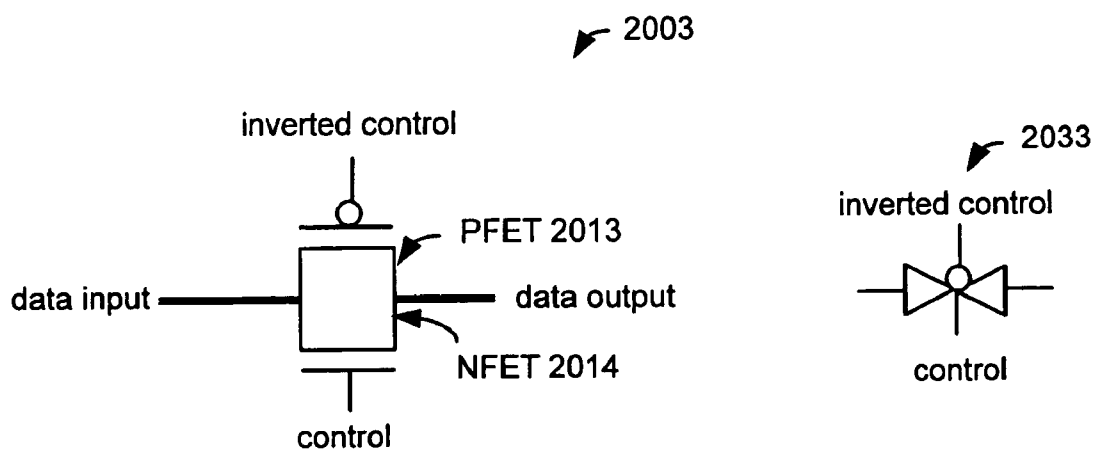 2003
inverted control
PFET 2013
data input
data output
NFET 2014
control
2033
inverted control
control